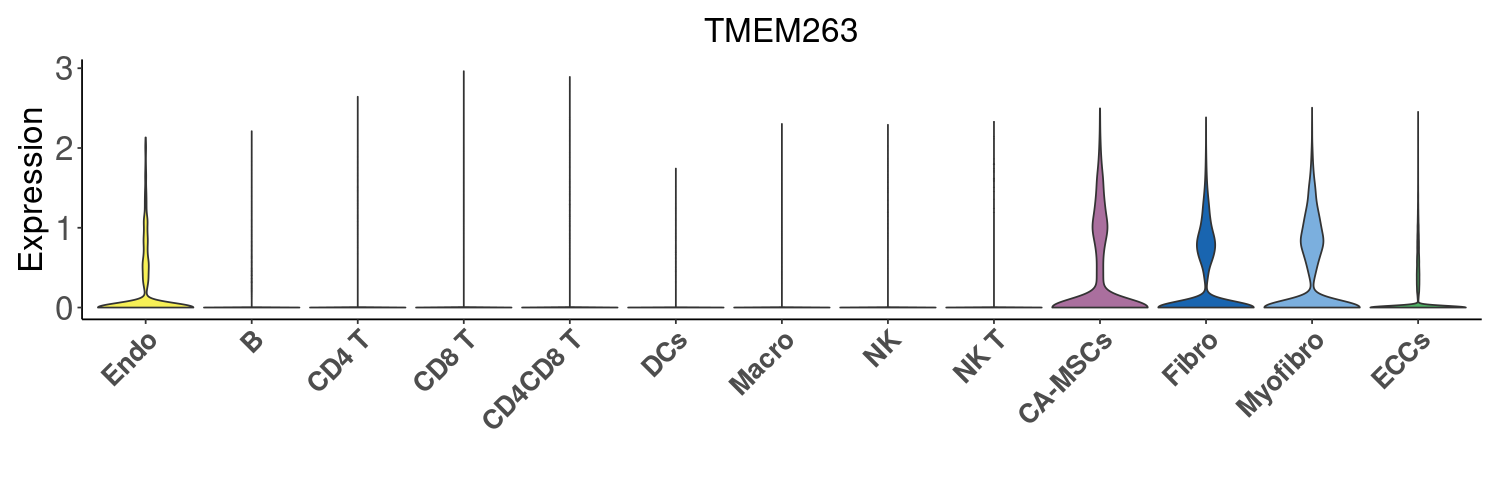 TMEM263
Expression
3
2
1
0
Endo
B
CD4 T
CD8 T
CD4CD8 T
DCs
Macro
NK
NK T
CA-MSCs
Fibro
Myofibro
ECCs